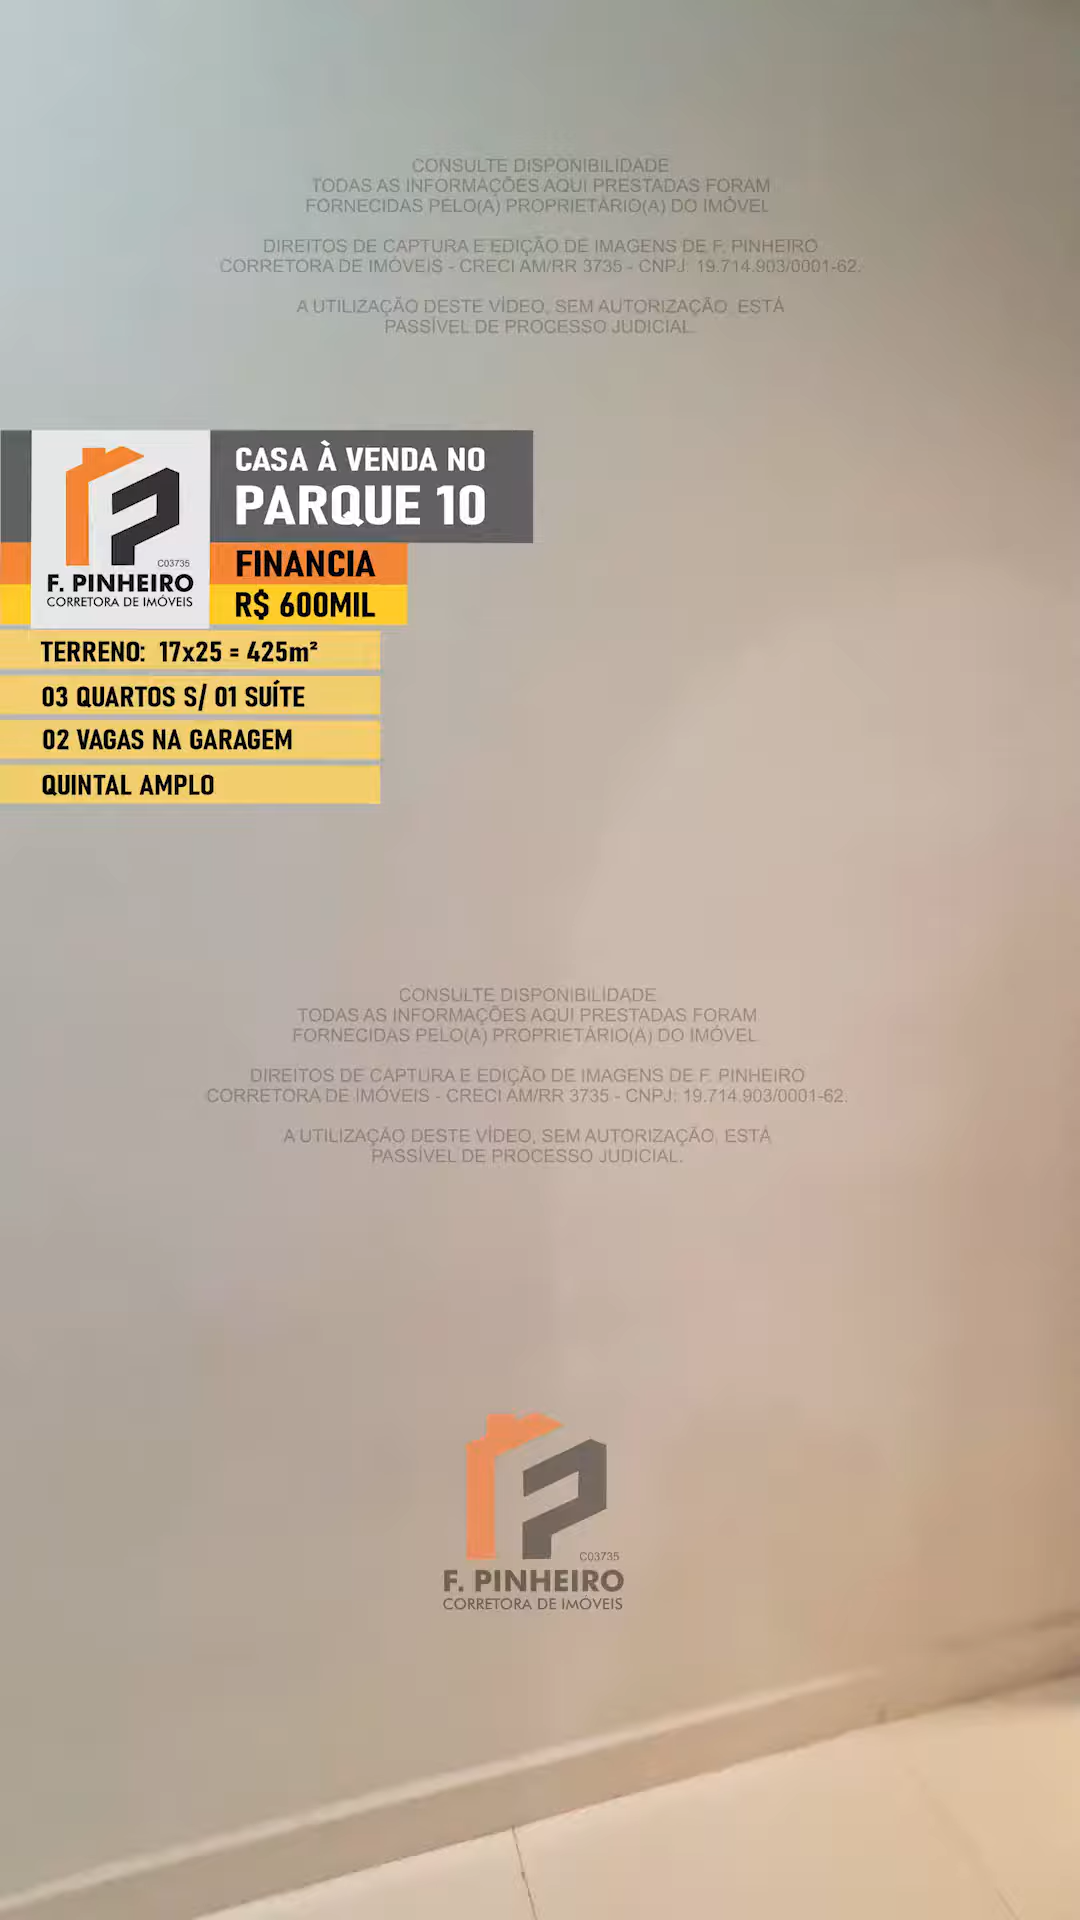 CONSULTE DISPONIBILIDADE
TODAS AS INFORMAÇÕES AQUI PRESTADAS FORAM
FORNECIDAS PELO(A) PROPRIETÁRIO(A) DO IMÓVEL
DIREITOS DE CAPTURA E EDIÇÃO DE IMAGENS DE F. PINHEIRO
CORRETORA DE IMÓVEIS - CRECI AM/RR 3735 - CNPJ: 19.714.903/0001-62.
A UTILIZAÇÃO DESTE VÍDEO, SEM AUTORIZAÇÃO, ESTÁ
PASSÍVEL DE PROCESSO JUDICIAL.
CASA À VENDA NO
PARQUE 10
FINANCIA
R$ 600MIL
C03735
F. PINHEIRO
CORRETORA DE IMÓVEIS
TERRENO: 17x25 = 425m²
03 QUARTOS S/ 01 SUÍTE
02 VAGAS NA GARAGEM
QUINTAL AMPLO
CONSULTE DISPONIBILIDADE
TODAS AS INFORMAÇÕES AQUI PRESTADAS FORAM
FORNECIDAS PELO(A) PROPRIETÁRIO(A) DO IMÓVEL
DIREITOS DE CAPTURA E EDIÇÃO DE IMAGENS DE F. PINHEIRO
CORRETORA DE IMÓVEIS - CRECI AM/RR 3735 - CNPJ: 19.714.903/0001-62.
A UTILIZAÇÃO DESTE VÍDEO, SEM AUTORIZAÇÃO, ESTÁ
PASSÍVEL DE PROCESSO JUDICIAL.
C03735
F. PINHEIRO
CORRETORA DE IMÓVEIS